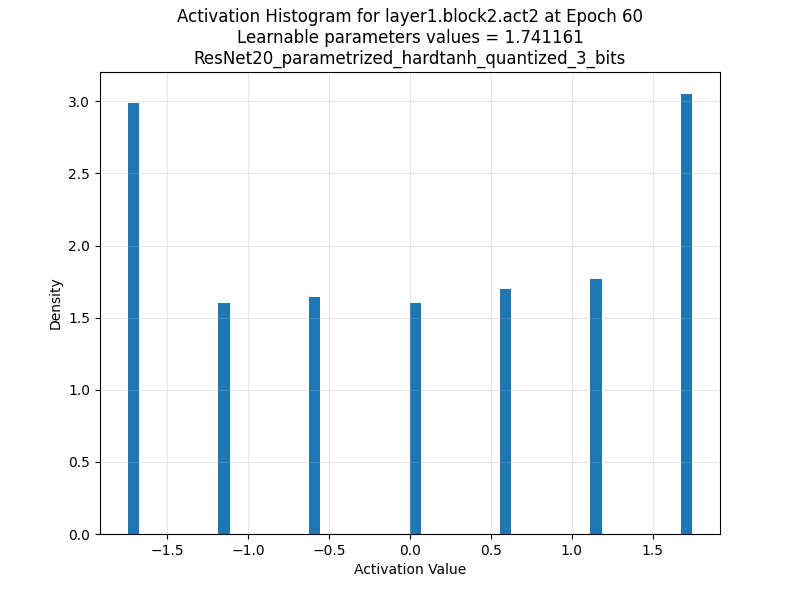 Activation Histogram for layer1.block2.act2 at Epoch 60
Learnable parameters values = 1.741161
ResNet20_parametrized_hardtanh_quantized_3_bits
3.0
2.5
2.0
1.5
1.0
0.5
0.0
Density
−1.5 −1.0 −0.5 0.0 0.5 1.0 1.5
Activation Value